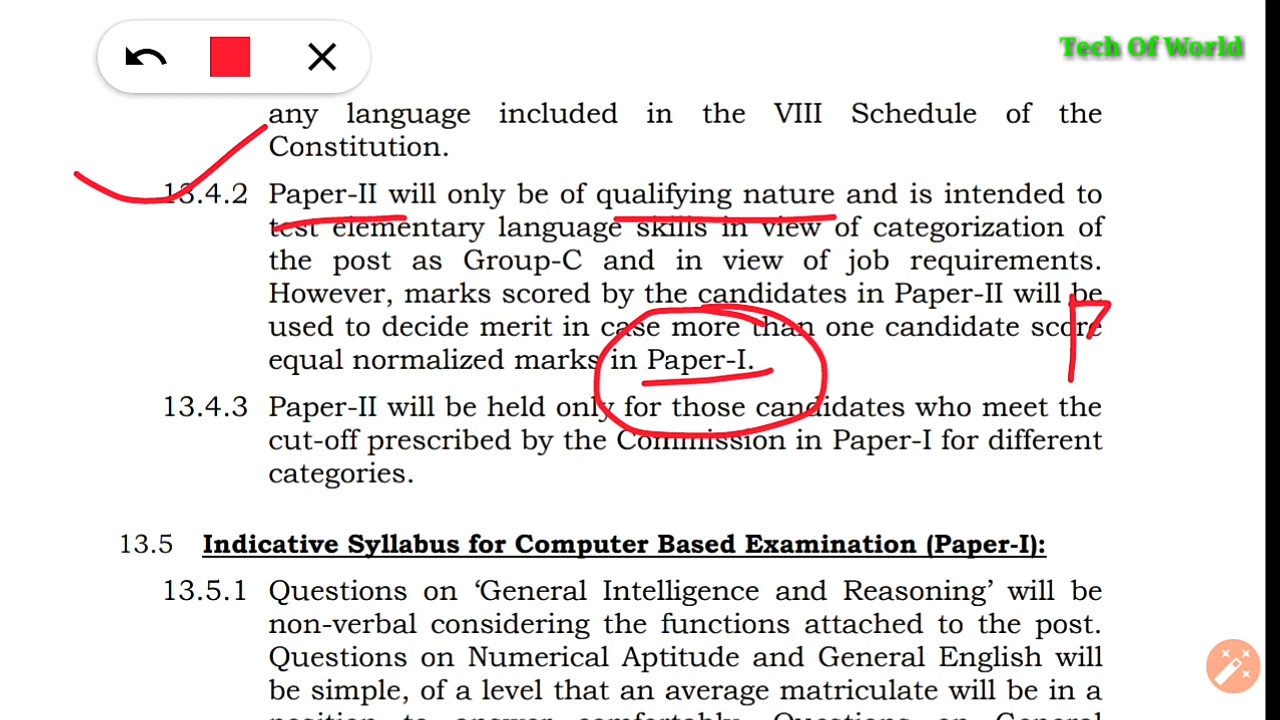 Tech Of World
any language included in the VIII Schedule of the
Constitution.
13.4.2 Paper-II will only be of qualifying nature and is intended to
test elementary language skills in view of categorization of
the post as Group-C and in view of job requirements.
However, marks scored by the candidates in Paper-II will be
used to decide merit in case more than one candidate score
equal normalized marks in Paper-I.
13.4.3 Paper-II will be held only for those candidates who meet the
cut-off prescribed by the Commission in Paper-I for different
categories.
13.5 Indicative Syllabus for Computer Based Examination (Paper-I):
13.5.1 Questions on ‘General Intelligence and Reasoning’ will be
non-verbal considering the functions attached to the post.
Questions on Numerical Aptitude and General English will
be simple, of a level that an average matriculate will be in a
position to answer comfortably. Questions on General